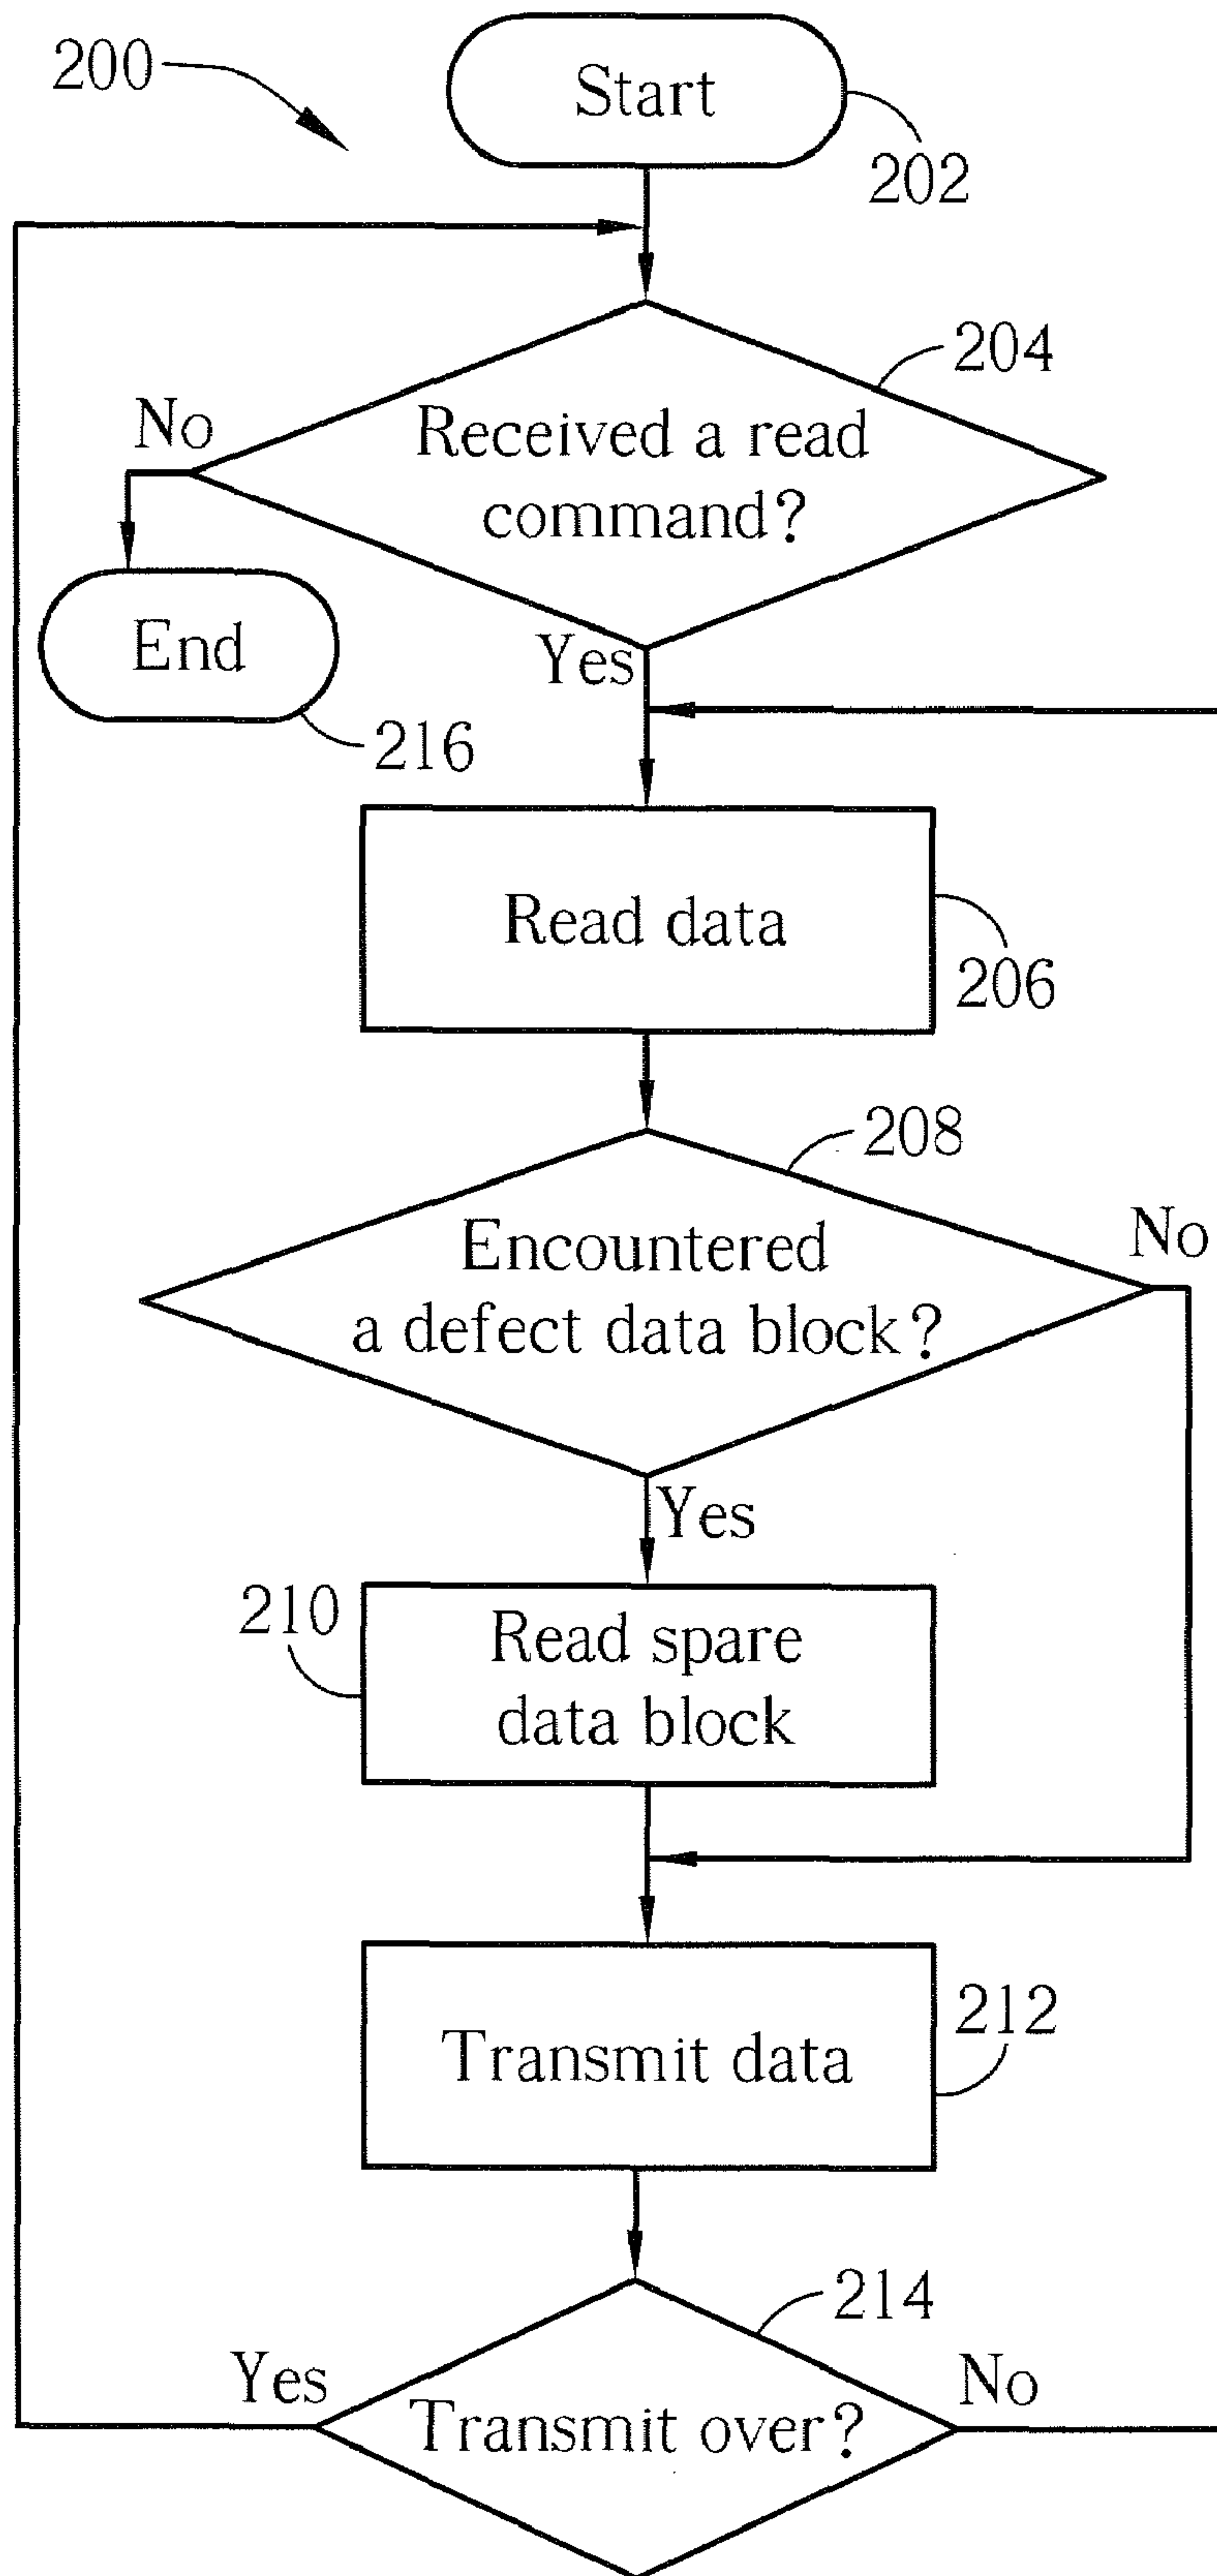 200
Start
202
204
No
Received a read
command?
End
Yes
216
Read data
206
208
Encountered
a defect data block?
No
Yes
210
Read spare
data block
212
Transmit data
214
Yes
Transmit over?
No